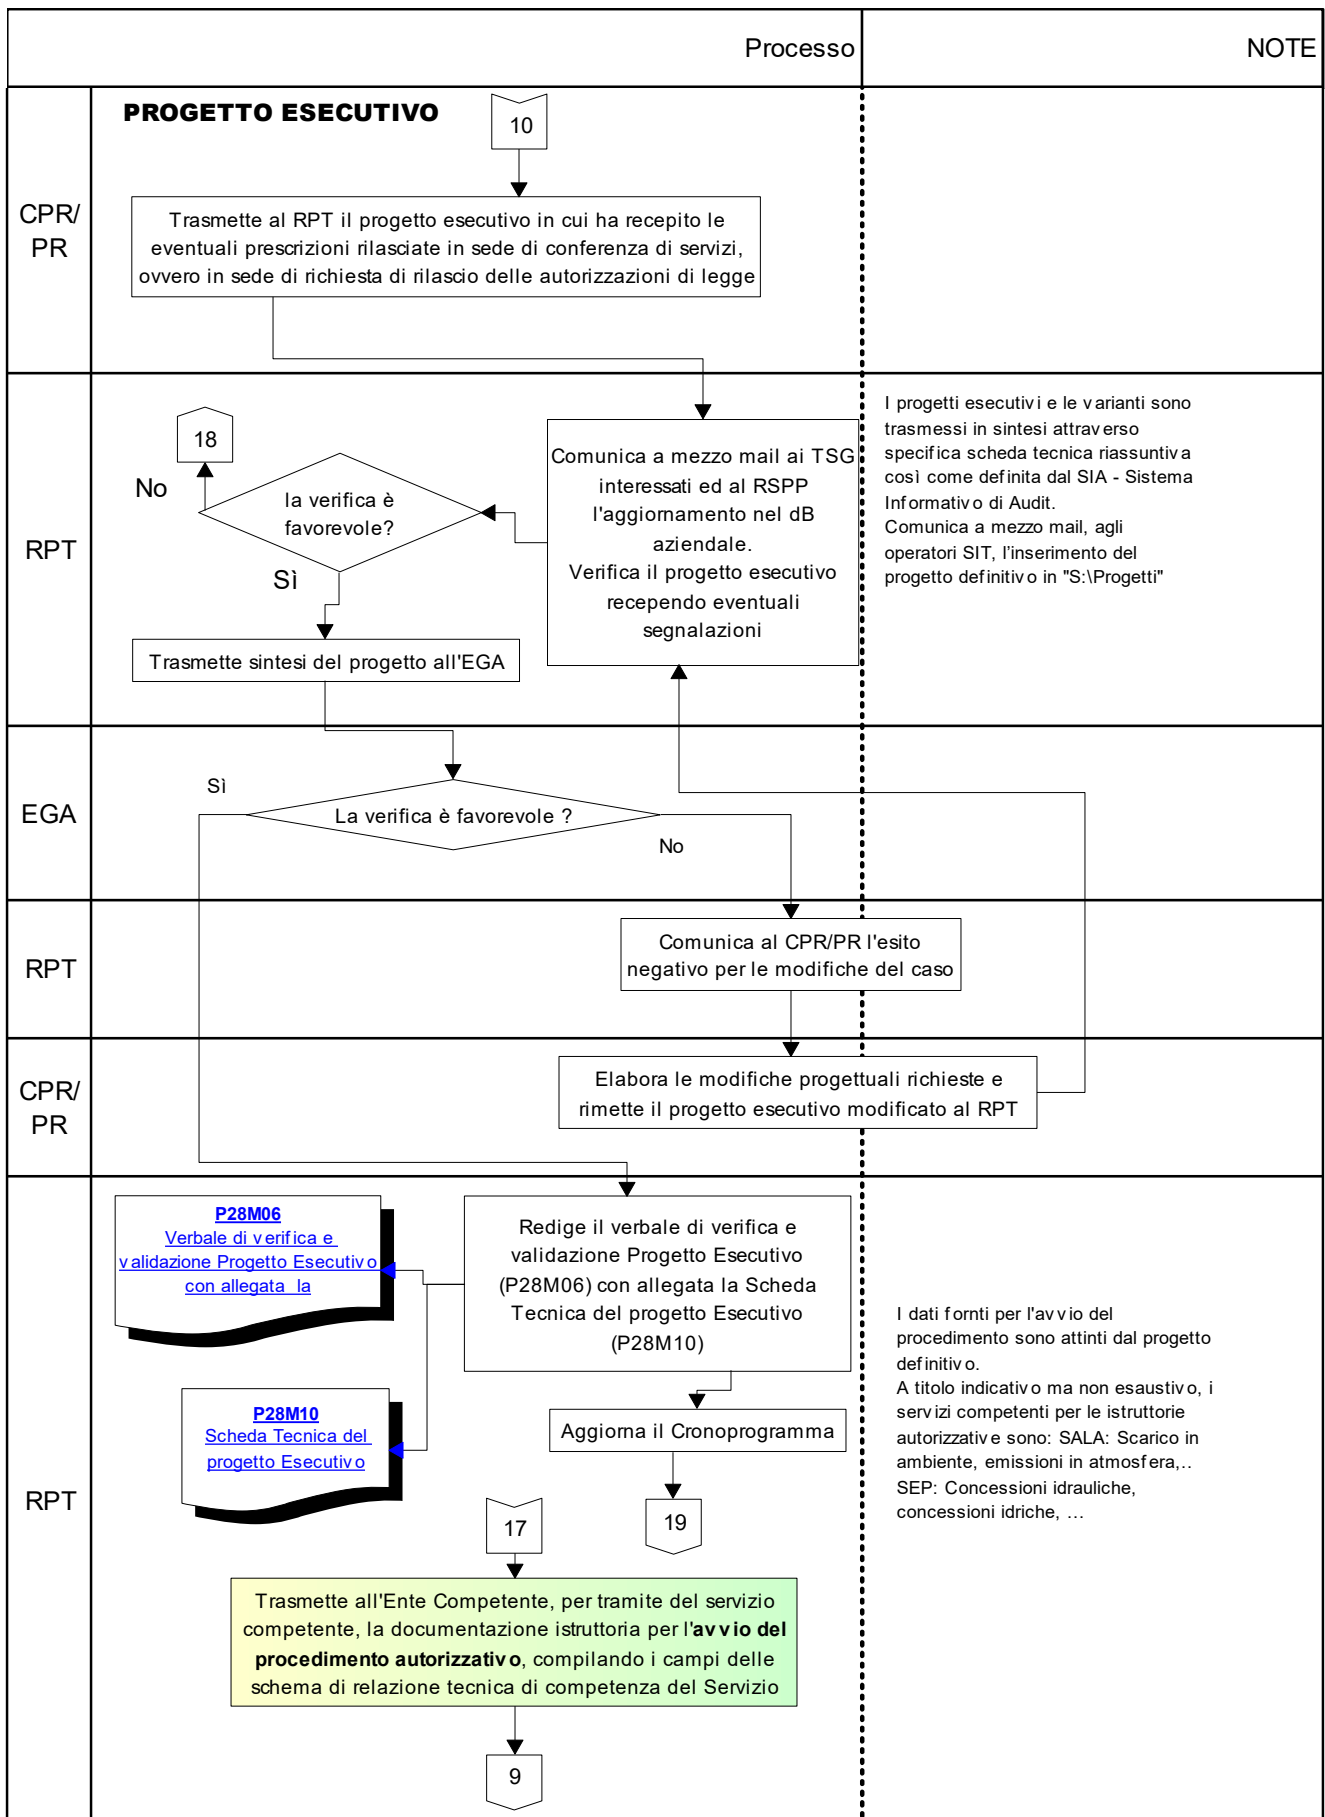 Processo
NOTE
PROGETTO ESECUTIVO
10
CPR/
PR
Trasmette al RPT il progetto esecutivo in cui ha recepito le
eventuali prescrizioni rilasciate in sede di conferenza di servizi,
ovvero in sede di richiesta di rilascio delle autorizzazioni di legge
RPT
18
No
la verifica è
favorevole?
Sì
Comunica a mezzo mail ai TSG
interessati ed al RSPP
l'aggiornamento nel dB
aziendale.
Verifica il progetto esecutivo
recependo eventuali
segnalazioni
Trasmette sintesi del progetto all'EGA
I progetti esecutivi e le varianti sono
trasmessi in sintesi attraverso
specifica scheda tecnica riassuntiva
così come definita dal SIA - Sistema
Informativo di Audit.
Comunica a mezzo mail, agli
operatori SIT, l'inserimento del
progetto definitivo in "S:\Progetti"
EGA
Sì
La verifica è favorevole ?
No
RPT
Comunica al CPR/PR l'esito
negativo per le modifiche del caso
CPR/
PR
Elabora le modifiche progettuali richieste e
rimette il progetto esecutivo modificato al RPT
RPT
P28M06
Verbale di verifica e
validazione Progetto Esecutivo
con allegata la
Redige il verbale di verifica e
validazione Progetto Esecutivo
(P28M06) con allegata la Scheda
Tecnica del progetto Esecutivo
(P28M10)
P28M10
Scheda Tecnica del
progetto Esecutivo
Aggiorna il Cronoprogramma
17
19
Trasmette all'Ente Competente, per tramite del servizio
competente, la documentazione istruttoria per l'avvio del
procedimento autorizzativo, compilando i campi delle
schema di relazione tecnica di competenza del Servizio
9
I dati fornti per l'avvio del
procedimento sono attinti dal progetto
definitivo.
A titolo indicativo ma non esaustivo, i
servizi competenti per le istruttorie
autorizzative sono: SALA: Scarico in
ambiente, emissioni in atmosfera,..
SEP: Concessioni idrauliche,
concessioni idriche, …